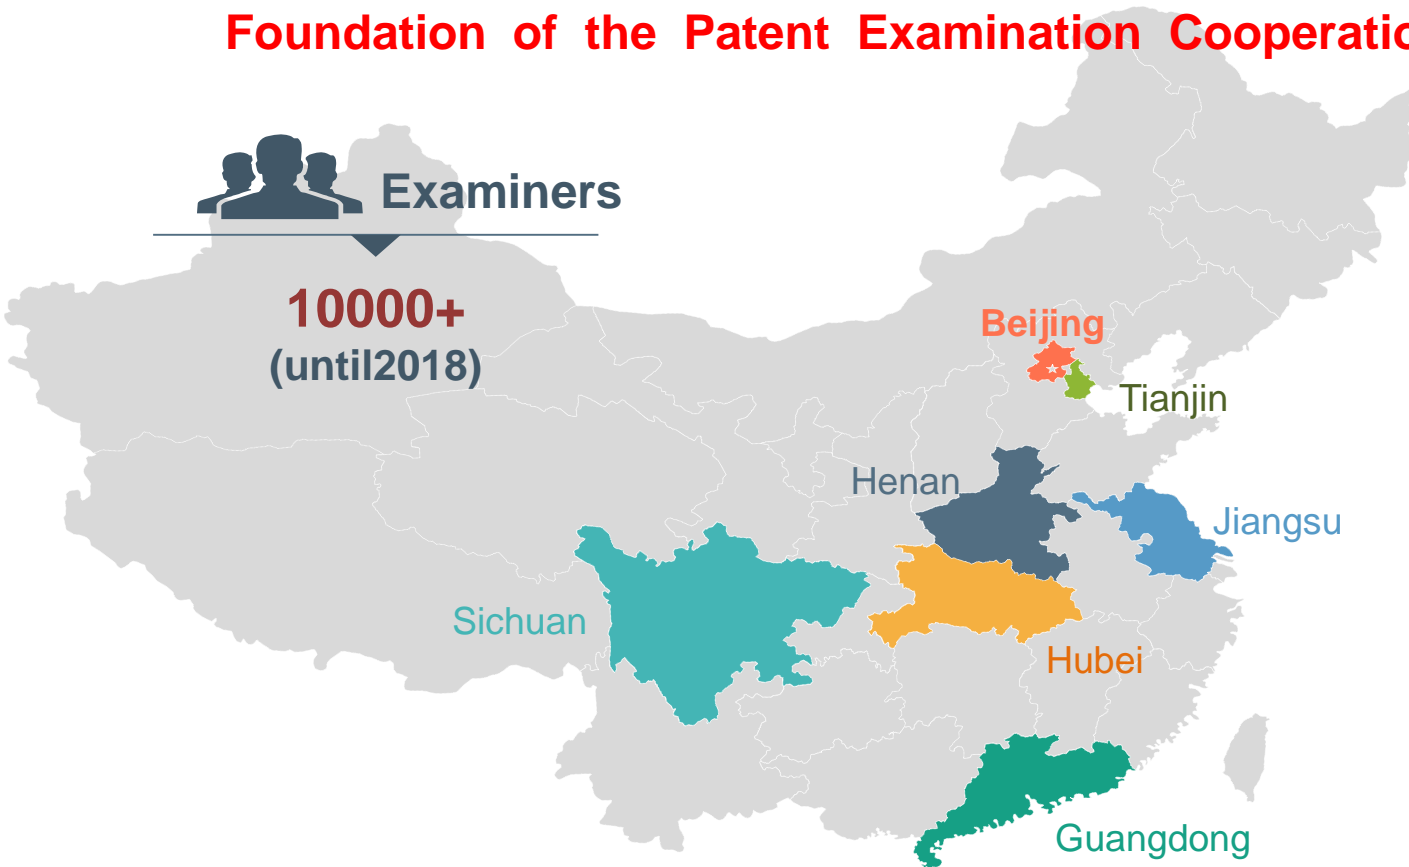 Foundation of the Patent Examination Cooperatio
Examiners
10000+
(until2018)
Beijing
Tianjin
Henan
Jiangsu
Sichuan
Hubei
Guangdong